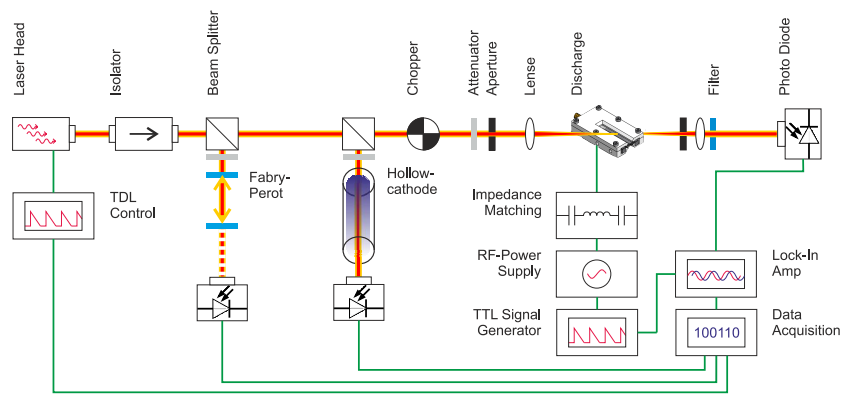 Laser Head
Isolator
Beam Splitter
Chopper
Attenuator
Aperture
Lense
Discharge
Filter
Photo Diode
TDL
Control
Fabry-
Perot
Hollow-
cathode
Impedance
Matching
RF-Power
Supply
Lock-In
Amp
TTL Signal
Generator
100110
Data
Acquisition